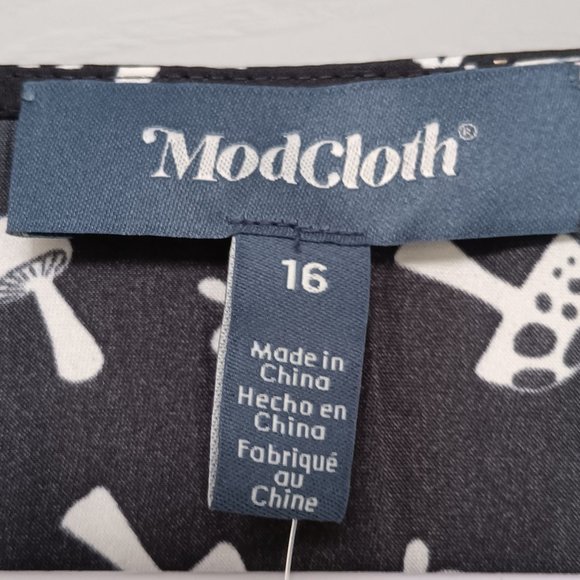 ModCloth®
16
Made in
China
Hecho en
China
Fabriqué
au
Chine